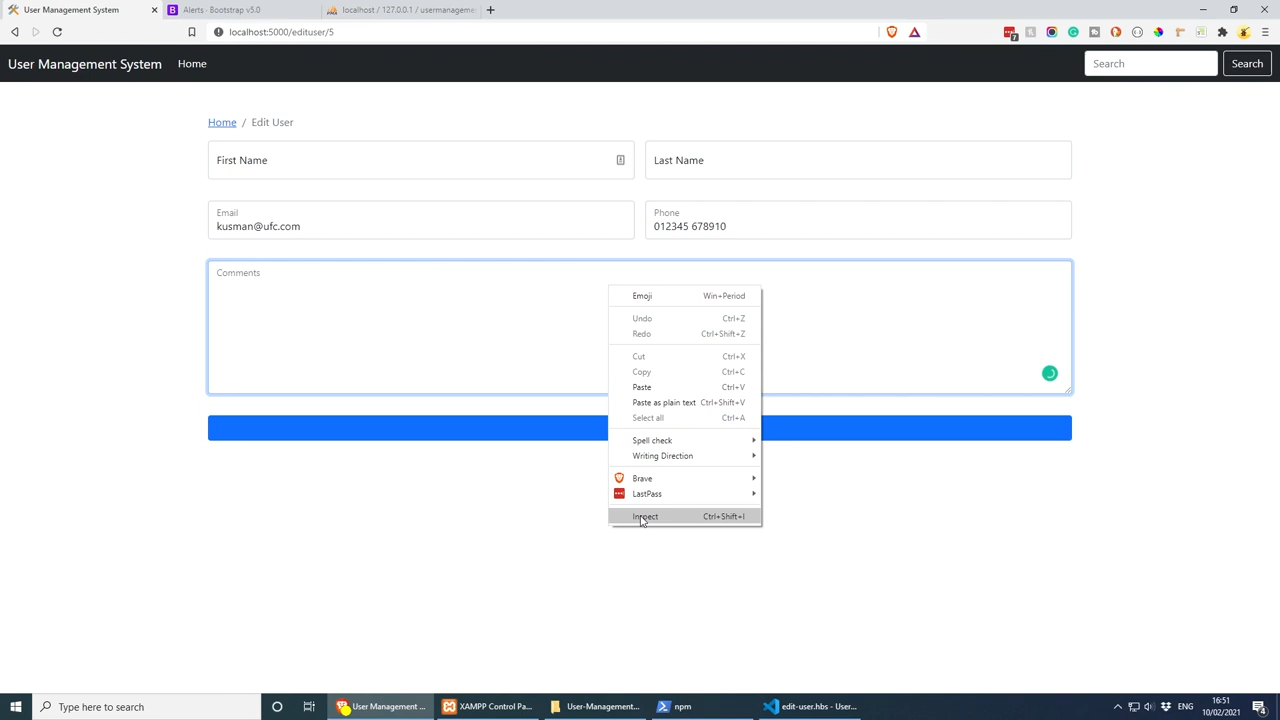 User Management System
Alerts · Bootstrap v5.0
localhost / 127.0.0.1 / usermanageme
localhost:5000/edituser/5
7
User Management System
Home
Search
Search
Home / Edit User
First Name
Last Name
Email
kusman@ufc.com
Phone
012345 678910
Comments
Emoji Win+Period
Undo Ctrl+Z
Redo Ctrl+Shift+Z
Cut Ctrl+X
Copy Ctrl+C
Paste Ctrl+V
Paste as plain text Ctrl+Shift+V
Select all Ctrl+A
Spell check
Writing Direction
Brave
LastPass
Inspect Ctrl+Shift+I
Type here to search
User Management ...
XAMPP Control Pa...
User-Management...
npm
edit-user.hbs - User...
ENG
16:51
10/02/2021
4